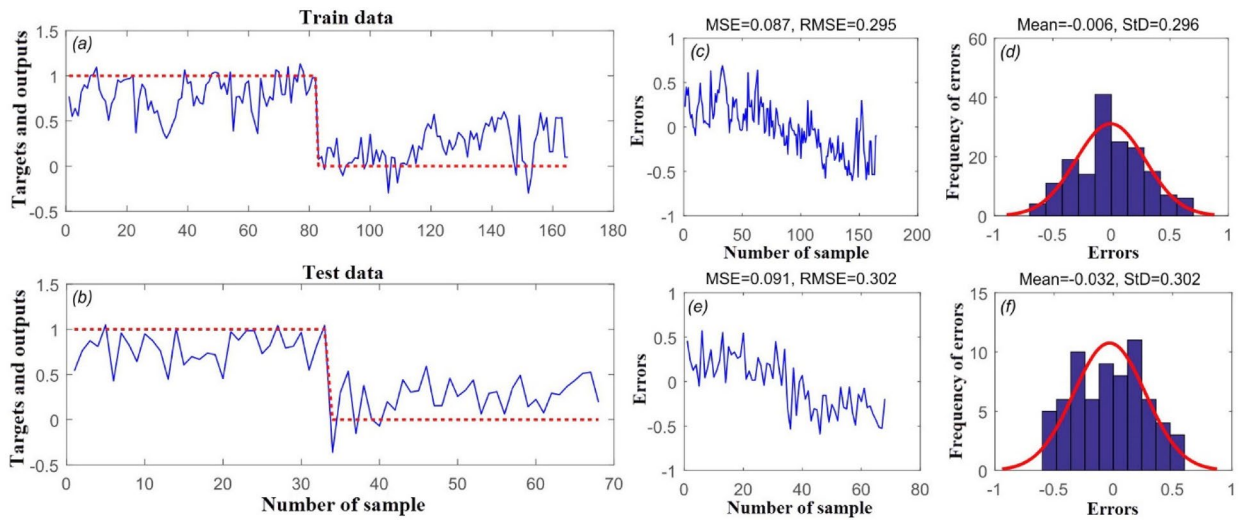 Train data
(a)
Targets and outputs
1.5
1
0.5
0
-0.5
0 20 40 60 80 100 120 140 160 180
MSE=0.087, RMSE=0.295
(c)
Errors
1
0.5
0
-0.5
-1
0 50 100 150 200
Number of sample
Mean=-0.006, StD=0.296
(d)
Frequency of errors
60
40
20
0
-1 -0.5 0 0.5 1
Errors
Test data
(b)
Targets and outputs
1.5
1
0.5
0
-0.5
0 10 20 30 40 50 60 70
Number of sample
MSE=0.091, RMSE=0.302
(e)
Errors
1
0.5
0
-0.5
-1
0 20 40 60 80
Number of sample
Mean=-0.032, StD=0.302
(f)
Frequency of errors
15
10
5
0
-1 -0.5 0 0.5 1
Errors